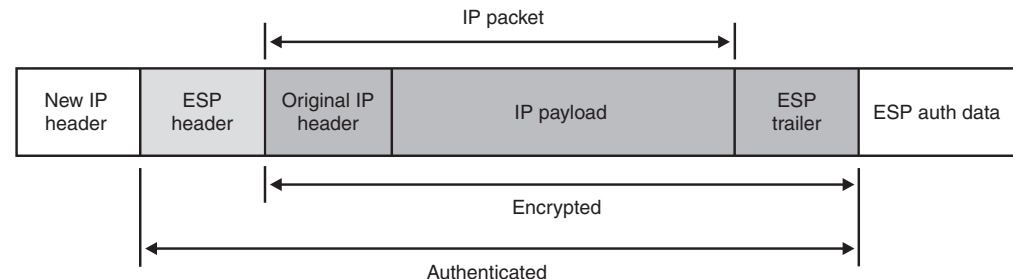 IP packet
New IP
header
ESP
header
Original IP
header
IP payload
ESP
trailer
ESP auth data
Encrypted
Authenticated